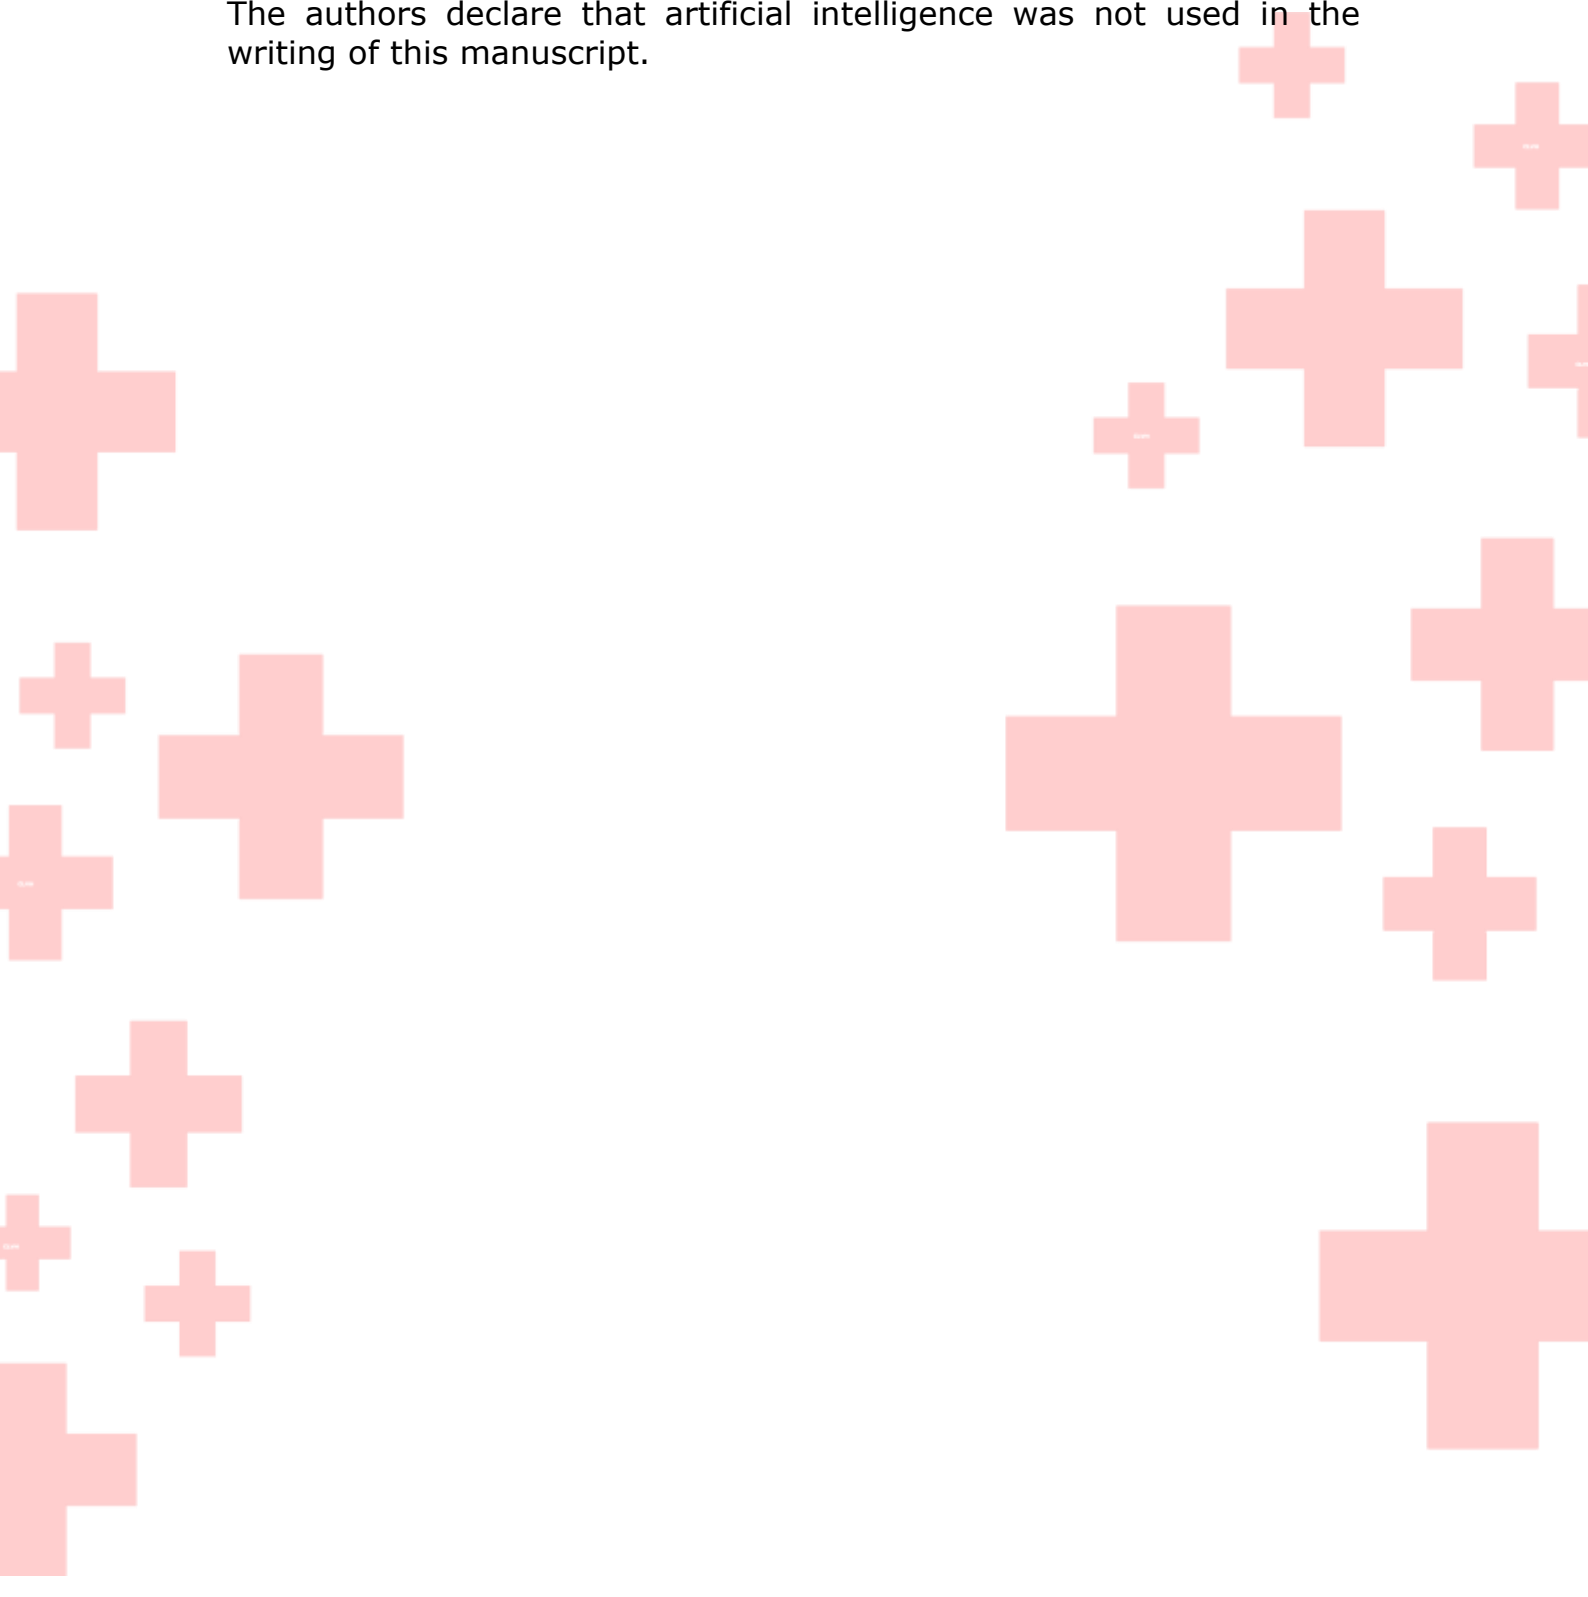 The authors declare that artificial intelligence was not used in the
writing of this manuscript.